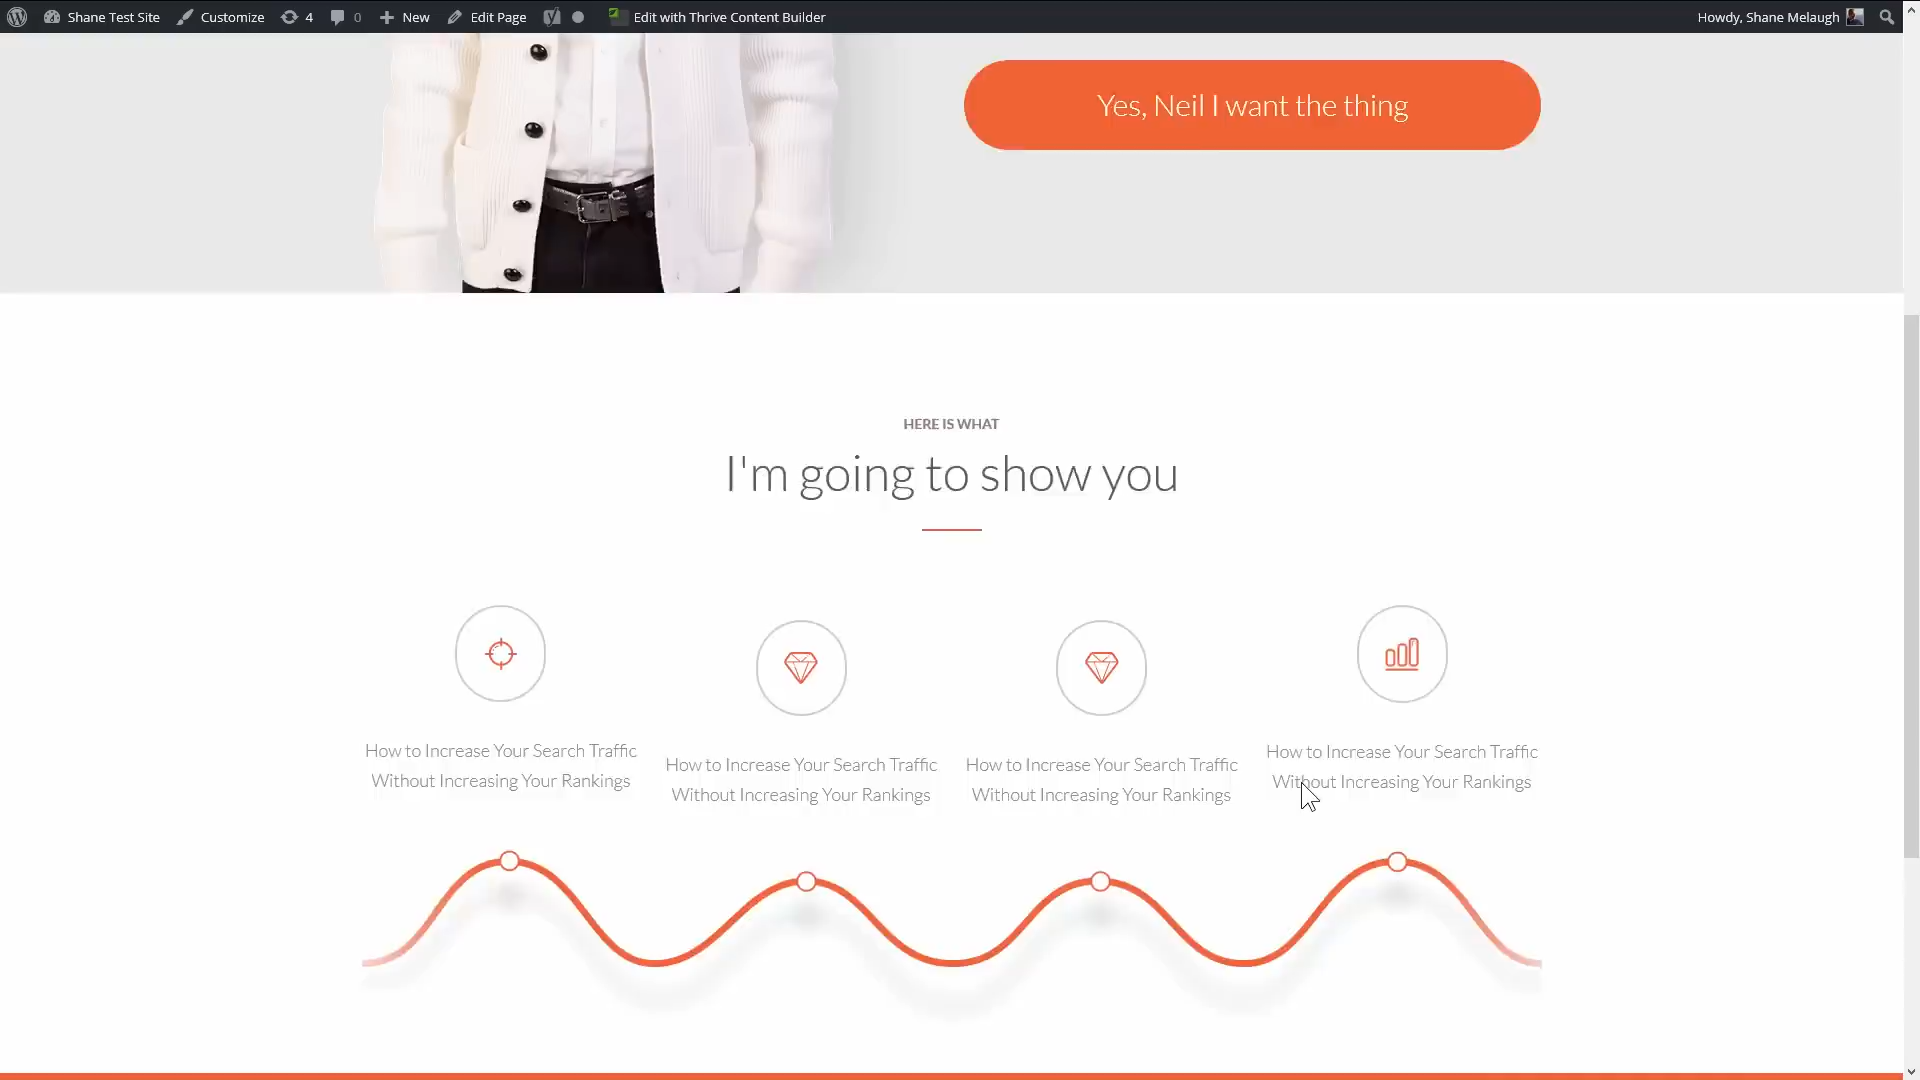 Shane Test Site Customize 4 0 New Edit Page Edit with Thrive Content Builder Howdy, Shane Melaugh
Yes, Neil I want the thing
HERE IS WHAT
I'm going to show you
How to Increase Your Search Traffic
Without Increasing Your Rankings
How to Increase Your Search Traffic
Without Increasing Your Rankings
How to Increase Your Search Traffic
Without Increasing Your Rankings
How to Increase Your Search Traffic
Without Increasing Your Rankings